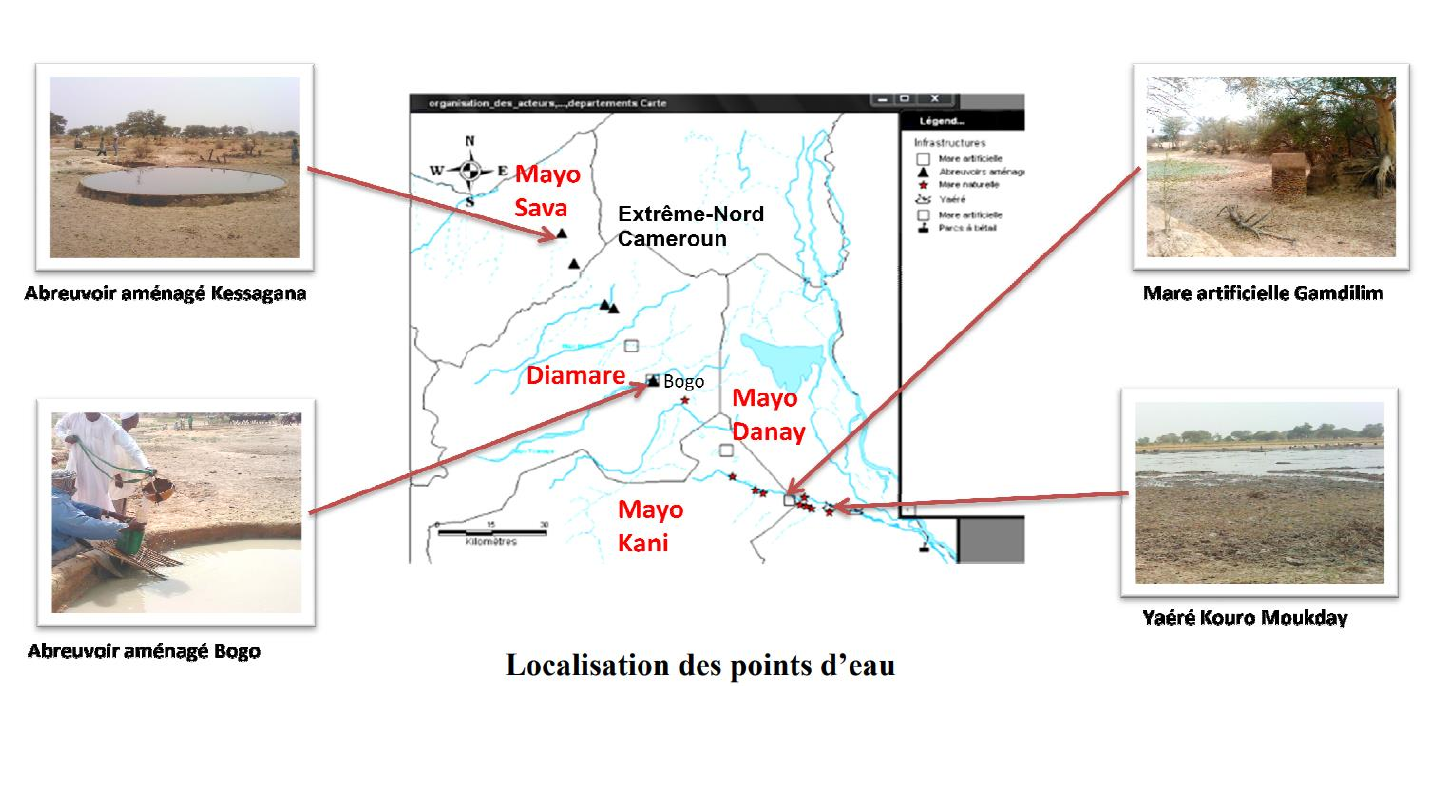 organisation_des_acteurs,...,departements Carte
Légend...
Infrastructures
Mare artificielle
Abreuvoirs aménagé
Mare naturelle
Yaéré
Mare artificielle
Parcs à bétail
N
W
E
S
Mayo
Sava
Extrême-Nord
Cameroun
Abreuvoir aménagé Kessagana
Mare artificielle Gamdilim
Diamare
Bogo
Mayo
Danay
Mayo
Kani
0 15 30
Kilomètres
Abreuvoir aménagé Bogo
Yaéré Kouro Moukday
Localisation des points d’eau